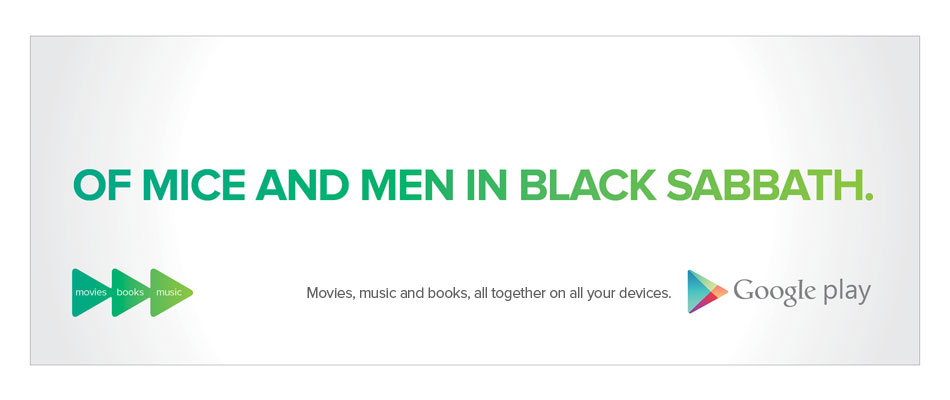 OF MICE AND MEN IN BLACK SABBATH.
movies books music
Movies, music and books, all together on all your devices.
Google play